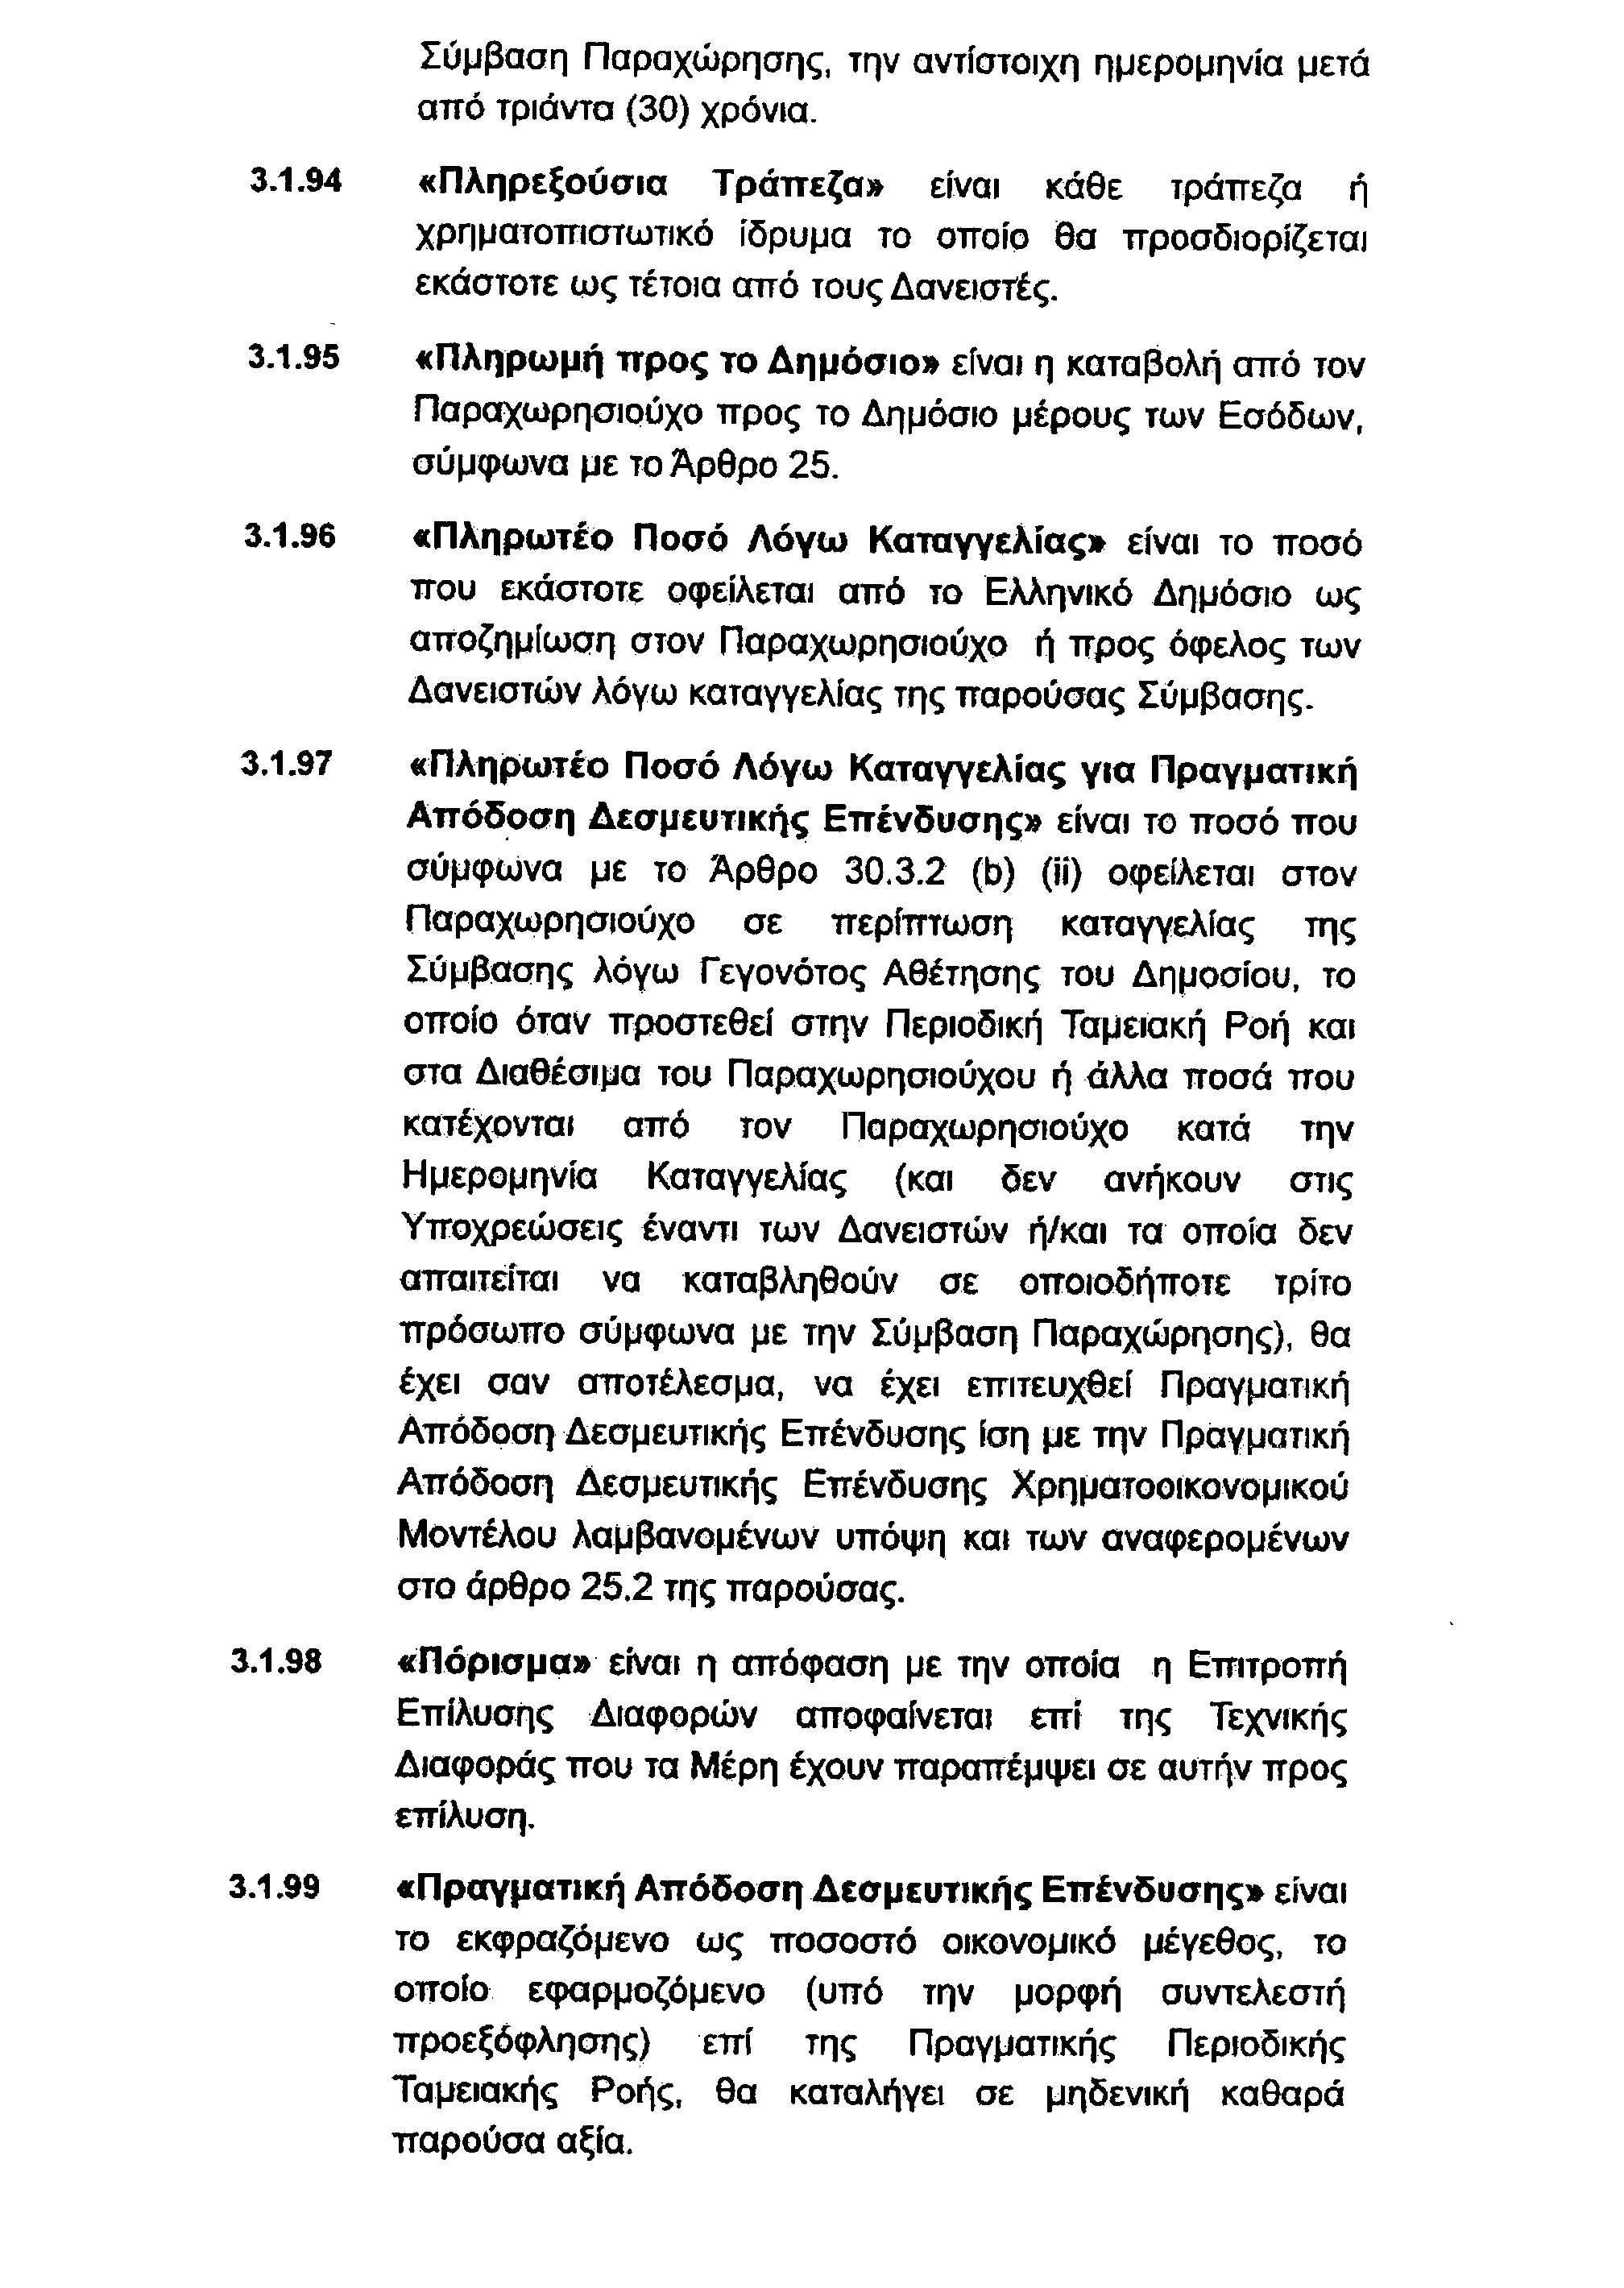 Σύμβαση Παραχώρησης, την αντίστοιχη ημερομηνία μετά
από τριάντα (30) χρόνια.
3.1.94 «Πληρεξούσια Τράπεζα» είναι κάθε τράπεζα ή
χρηματοπιστωτικό ίδρυμα το οποίο θα προσδιορίζεται
εκάστοτε ως τέτοια από τους Δανειστές.
3.1.95 «Πληρωμή προς το Δημόσιο» είναι η καταβολή από τον
Παραχωρησιούχο προς το Δημόσιο μέρους των Εσόδων,
σύμφωνα με το Άρθρο 25.
3.1.96 «Πληρωτέο Ποσό Λόγω Καταγγελίας» είναι το ποσό
που εκάστοτε οφείλεται από το Ελληνικό Δημόσιο ως
αποζημίωση στον Παραχωρησιούχο ή προς όφελος των
Δανειστών λόγω καταγγελίας της παρούσας Σύμβασης.
3.1.97 «Πληρωτέο Ποσό Λόγω Καταγγελίας για Πραγματική
Απόδοση Δεσμευτικής Επένδυσης» είναι το ποσό που
σύμφωνα με το Άρθρο 30.3.2 (b) (ii) οφείλεται στον
Παραχωρησιούχο σε περίπτωση καταγγελίας της
Σύμβασης λόγω Γεγονότος Αθέτησης του Δημοσίου, το
οποίο όταν προστεθεί στην Περιοδική Ταμειακή Ροή και
στα Διαθέσιμα του Παραχωρησιούχου ή άλλα ποσά που
κατέχονται από τον Παραχωρησιούχο κατά την
Ημερομηνία Καταγγελίας (και δεν ανήκουν στις
Υποχρεώσεις έναντι των Δανειστών ή/και τα οποία δεν
απαιτείται να καταβληθούν σε οποιοδήποτε τρίτο
πρόσωπο σύμφωνα με την Σύμβαση Παραχώρησης), θα
έχει σαν αποτέλεσμα, να έχει επιτευχθεί Πραγματική
Απόδοση Δεσμευτικής Επένδυσης ίση με την Πραγματική
Απόδοση Δεσμευτικής Επένδυσης Χρηματοοικονομικού
Μοντέλου λαμβανομένων υπόψη και των αναφερομένων
στο άρθρο 25.2 της παρούσας.
3.1.98 «Πόρισμα» είναι η απόφαση με την οποία η Επιτροπή
Επίλυσης Διαφορών αποφαίνεται επί της Τεχνικής
Διαφοράς που τα Μέρη έχουν παραπέμψει σε αυτήν προς
επίλυση.
3.1.99 «Πραγματική Απόδοση Δεσμευτικής Επένδυσης» είναι
το εκφραζόμενο ως ποσοστό οικονομικό μέγεθος, το
οποίο εφαρμοζόμενο (υπό την μορφή συντελεστή
προεξόφλησης) επί της Πραγματικής Περιοδικής
Ταμειακής Ροής, θα καταλήγει σε μηδενική καθαρά
παρούσα αξία.